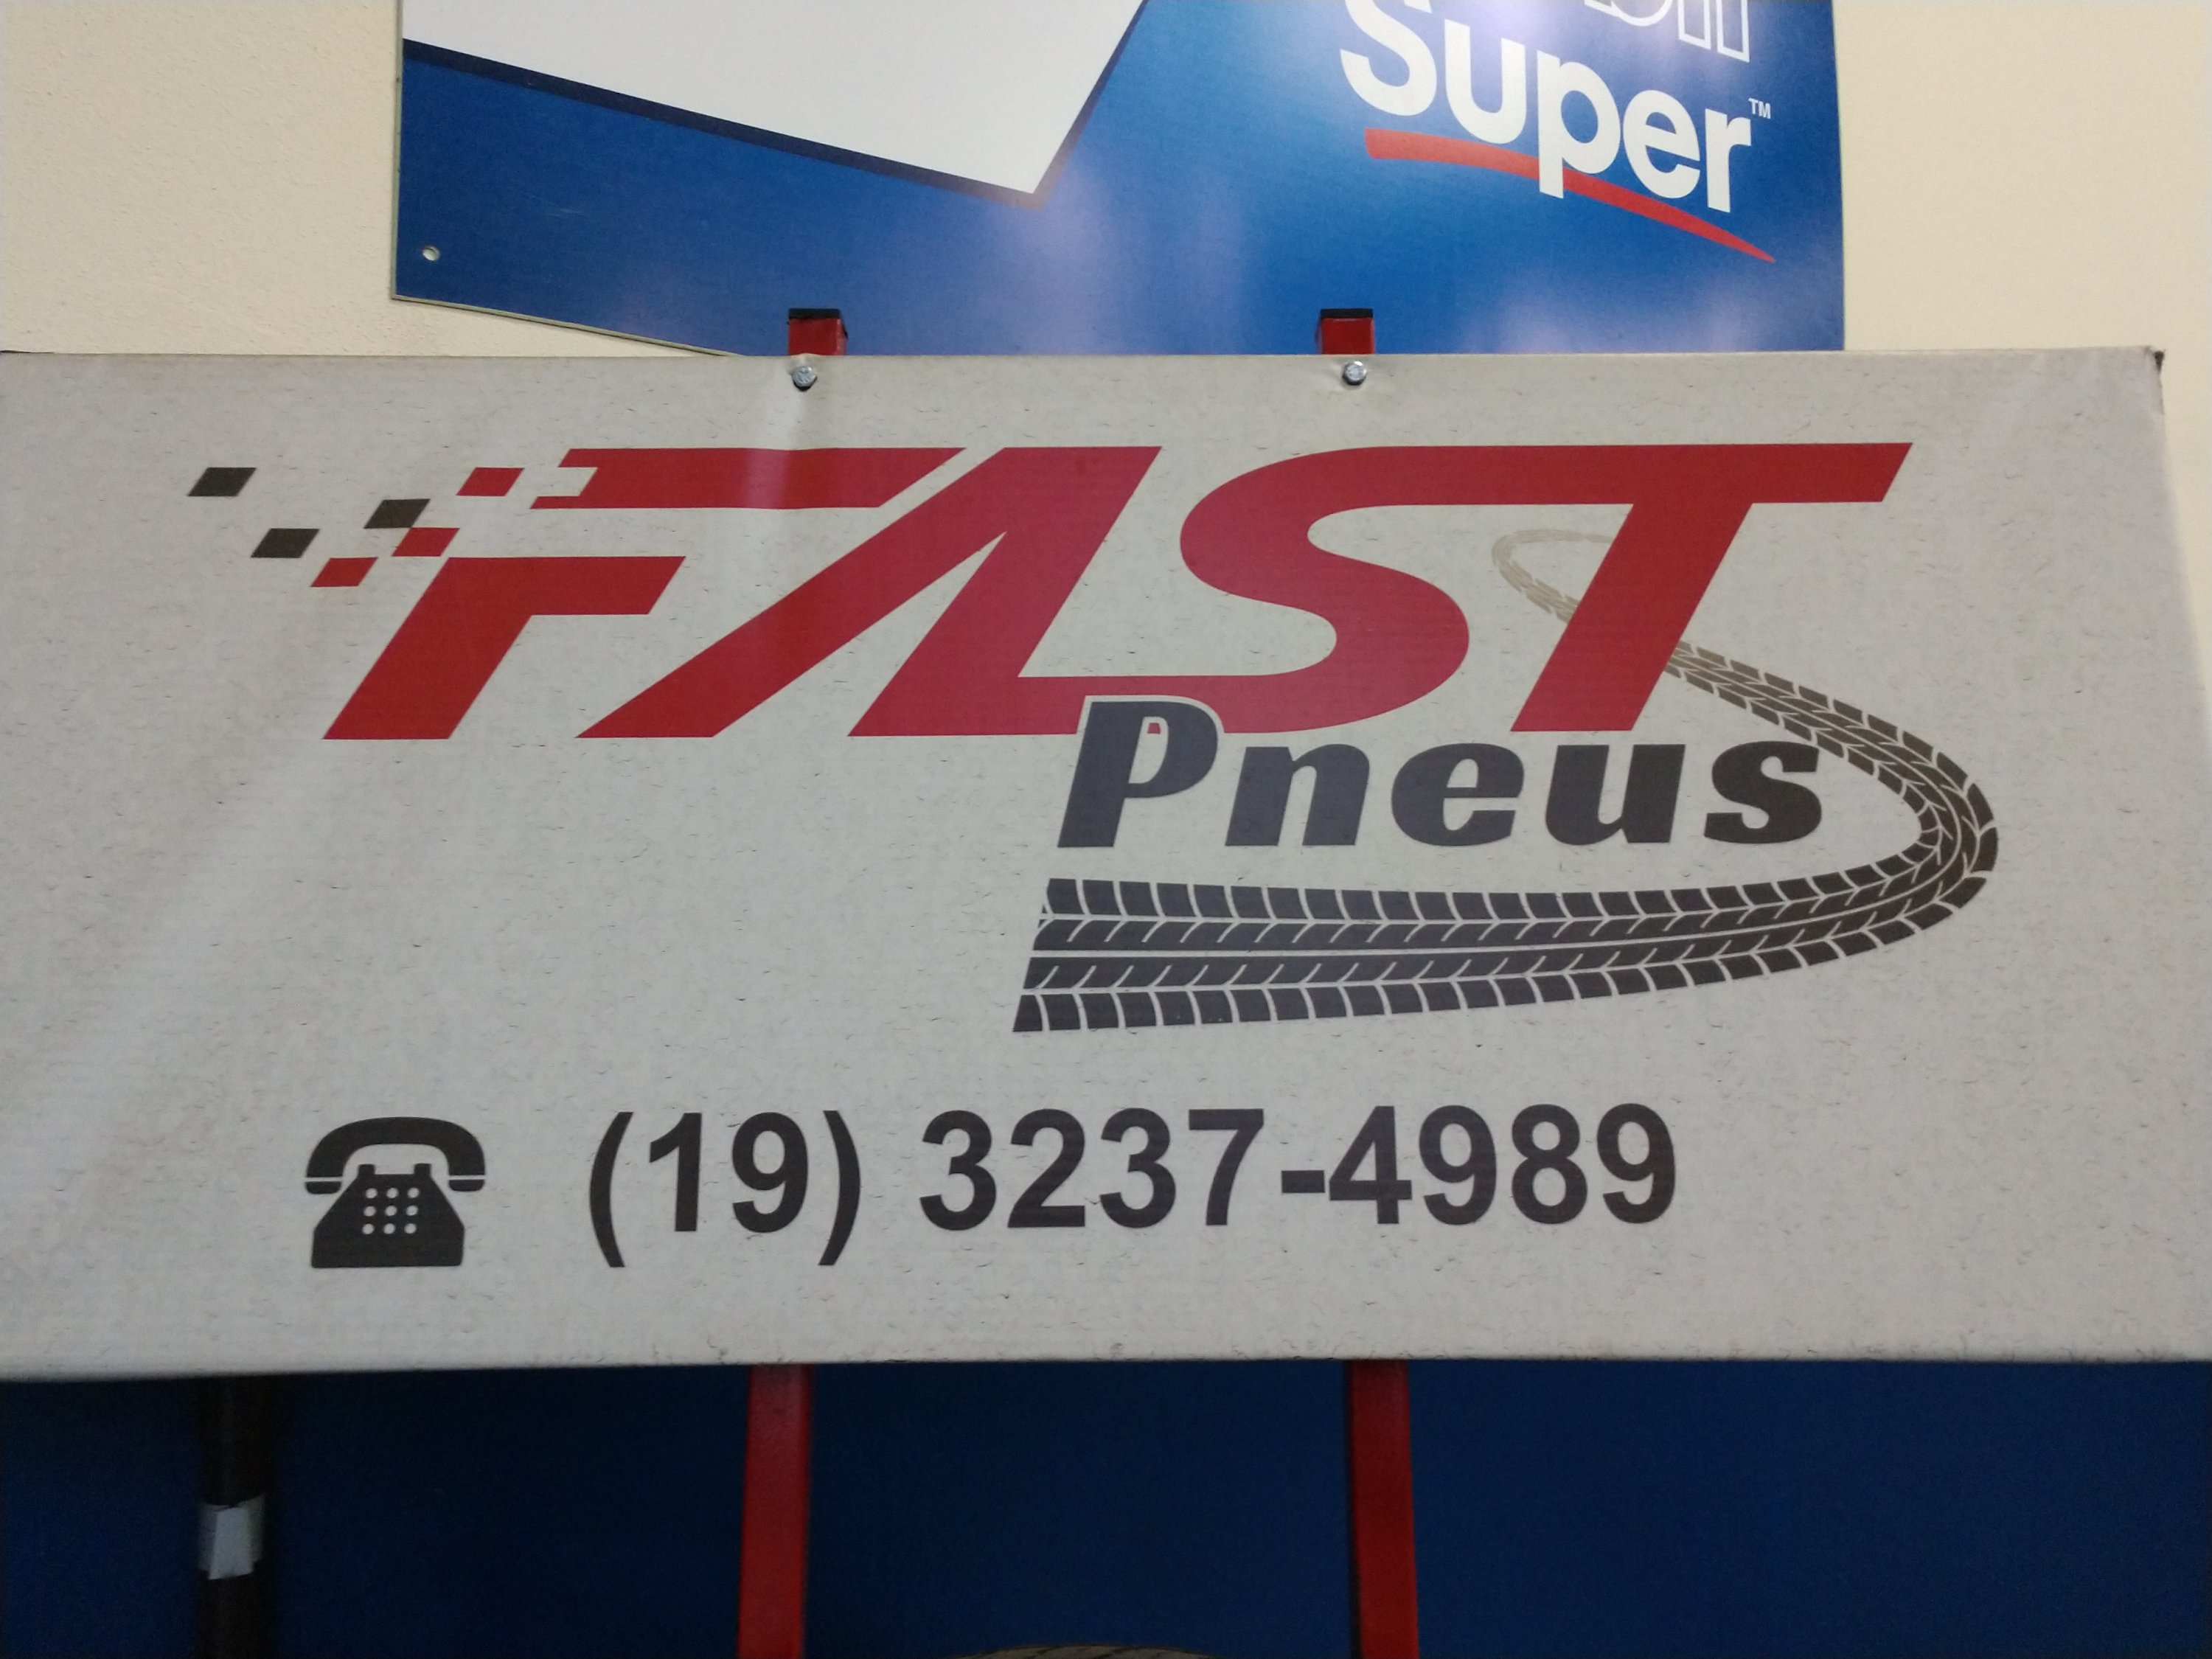 Super™
FAST
Pneus
(19) 3237-4989